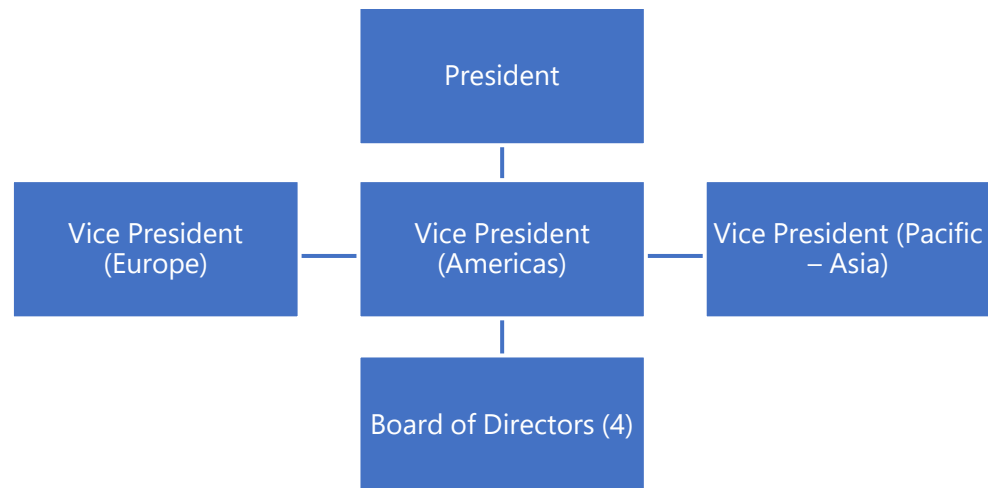 President
Vice President
(Europe)
Vice President
(Americas)
Vice President (Pacific
– Asia)
Board of Directors (4)